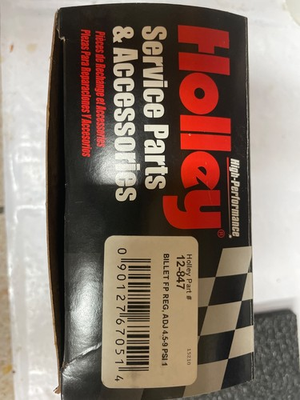 Holley®
High-Performance
Service Parts
& Accessories
Pièces de Rechange et Accessoires
Piezas Para Reparaciones Y Accesorios
Holley Part #
12-847
BILLET FP REG. ADJ 4.5-9 PSI 1
0 90127 67051 4